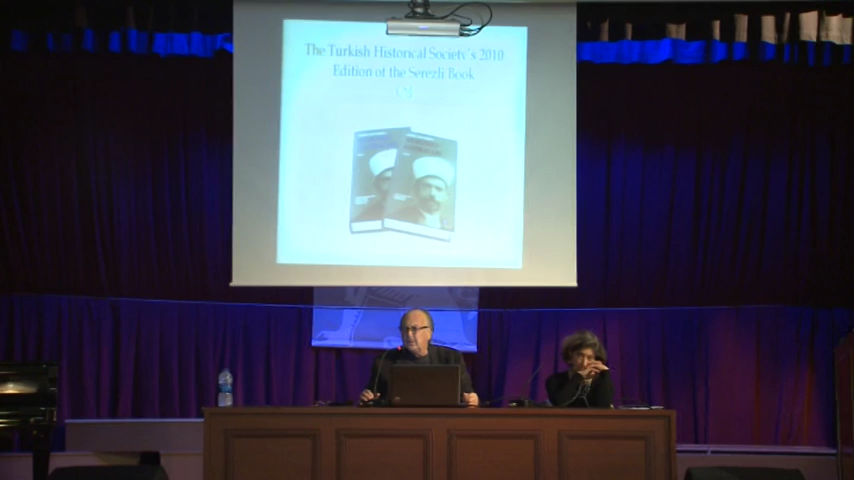 The Turkish Historical Society's 2010
Edition of the Serezli Book